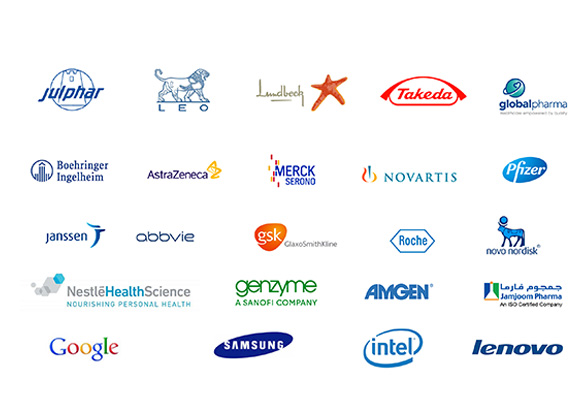 julphar
LEO
Lundbeck
Takeda
globalpharma
Boehringer
Ingelheim
AstraZeneca
MERCK
SERONO
NOVARTIS
Pfizer
janssen
abbvie
gsk
GlaxoSmithKline
Roche
novo nordisk®
NestléHealthScience
NOURISHING PERSONAL HEALTH
genzyme
A SANOFI COMPANY
AMGEN®
جمجوم فارما
Jamjoom Pharma
An ISO Certified Company
Google
SAMSUNG
intel®
lenovo